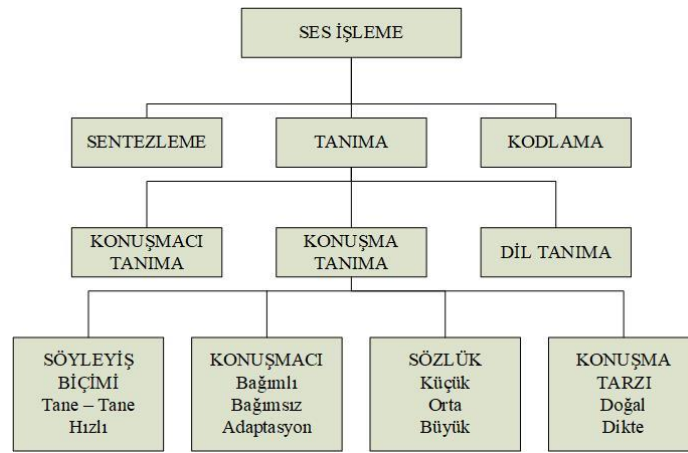 SES İŞLEME
SENTEZLEME
TANIMA
KODLAMA
KONUŞMACI
TANIMA
KONUŞMA
TANIMA
DİL TANIMA
SÖYLEYİŞ
BİÇİMİ
Tane – Tane
Hızlı
KONUŞMACI
Bağımlı
Bağımsız
Adaptasyon
SÖZLÜK
Küçük
Orta
Büyük
KONUŞMA
TARZI
Doğal
Dikte